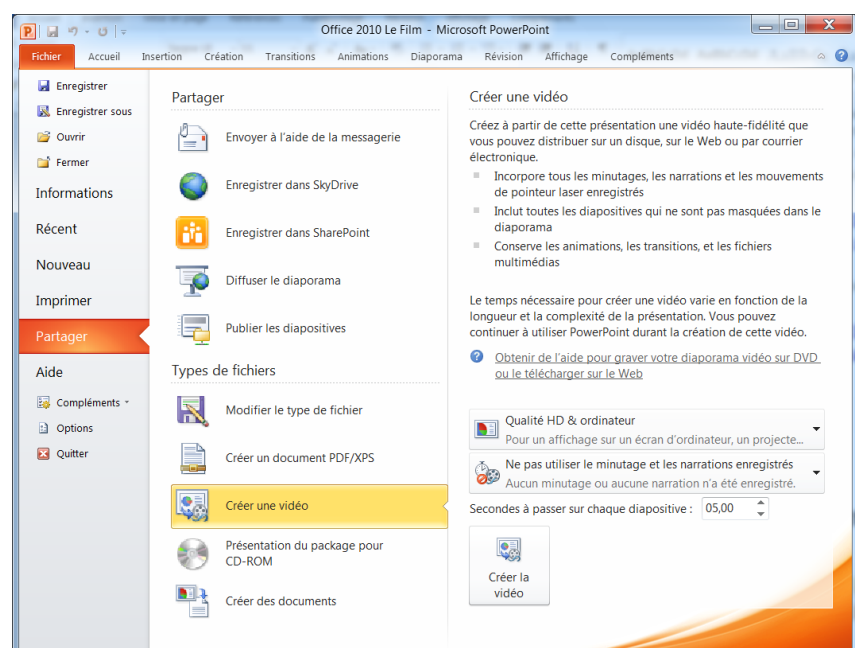 Office 2010 Le Film - Microsoft PowerPoint
Fichier Accueil Insertion Création Transitions Animations Diaporama Révision Affichage Compléments
Enregistrer
Enregistrer sous
Ouvrir
Fermer
Informations
Récent
Nouveau
Imprimer
Partager
Aide
Compléments
Options
Quitter
Partager
Envoyer à l'aide de la messagerie
Enregistrer dans SkyDrive
Enregistrer dans SharePoint
Diffuser le diaporama
Publier les diapositives
Types de fichiers
Modifier le type de fichier
Créer un document PDF/XPS
Créer une vidéo
Présentation du package pour
CD-ROM
Créer des documents
Créer une vidéo
Créez à partir de cette présentation une vidéo haute-fidélité que
vous pouvez distribuer sur un disque, sur le Web ou par courrier
électronique.
Incorpore tous les minutages, les narrations et les mouvements
de pointeur laser enregistrés
Inclut toutes les diapositives qui ne sont pas masquées dans le
diaporama
Conserve les animations, les transitions, et les fichiers
multimédias
Le temps nécessaire pour créer une vidéo varie en fonction de la
longueur et la complexité de la présentation. Vous pouvez
continuer à utiliser PowerPoint durant la création de cette vidéo.
Obtenir de l'aide pour graver votre diaporama vidéo sur DVD
ou le télécharger sur le Web
Qualité HD & ordinateur
Pour un affichage sur un écran d'ordinateur, un projecte...
Ne pas utiliser le minutage et les narrations enregistrés
Aucun minutage ou aucune narration n'a été enregistré.
Secondes à passer sur chaque diapositive : 05,00
Créer la
vidéo